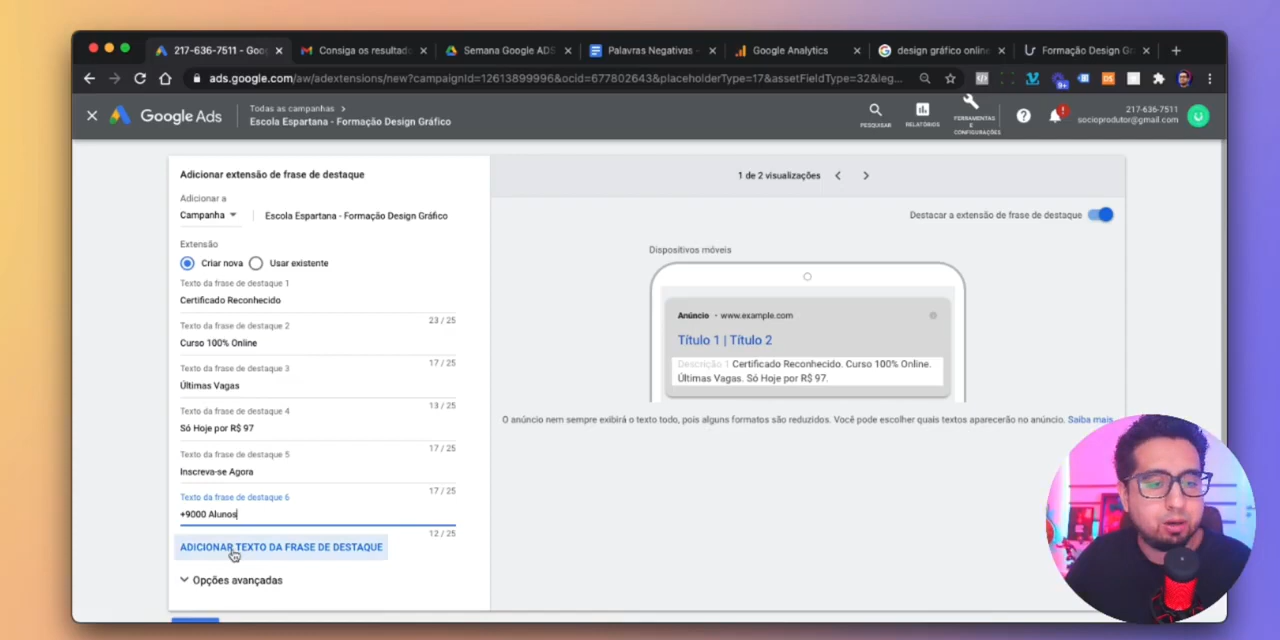 217-636-7511 - Goo
Consiga os resultado
Semana Google ADS
Palavras Negativas -
Google Analytics
design gráfico online
Formação Design Gr
ads.google.com/aw/adextensions/new?campaignId=12613899996&ocid=677802643&placeholderType=17&assetFieldType=32&leg...
9+
Google Ads
Todas as campanhas
Escola Espartana - Formação Design Gráfico
PESQUISAR
RELATÓRIOS
FERRAMENTAS
E
CONFIGURAÇÕES
217-636-7511
socioprodutor@gmail.com
Adicionar extensão de frase de destaque
Adicionar a
Campanha
Escola Espartana - Formação Design Gráfico
Extensão
Criar nova
Usar existente
Texto da frase de destaque 1
Certificado Reconhecido
23 / 25
Texto da frase de destaque 2
Curso 100% Online
17 / 25
Texto da frase de destaque 3
Últimas Vagas
13 / 25
Texto da frase de destaque 4
Só Hoje por R$ 97
17 / 25
Texto da frase de destaque 5
Inscreva-se Agora
17 / 25
Texto da frase de destaque 6
+9000 Alunos
12 / 25
ADICIONAR TEXTO DA FRASE DE DESTAQUE
Opções avançadas
1 de 2 visualizações
Destacar a extensão de frase de destaque
Dispositivos móveis
Anúncio - www.example.com
Título 1 | Título 2
Descrição 1 Certificado Reconhecido. Curso 100% Online.
Últimas Vagas. Só Hoje por R$ 97.
O anúncio nem sempre exibirá o texto todo, pois alguns formatos são reduzidos. Você pode escolher quais textos aparecerão no anúncio. Saiba mais